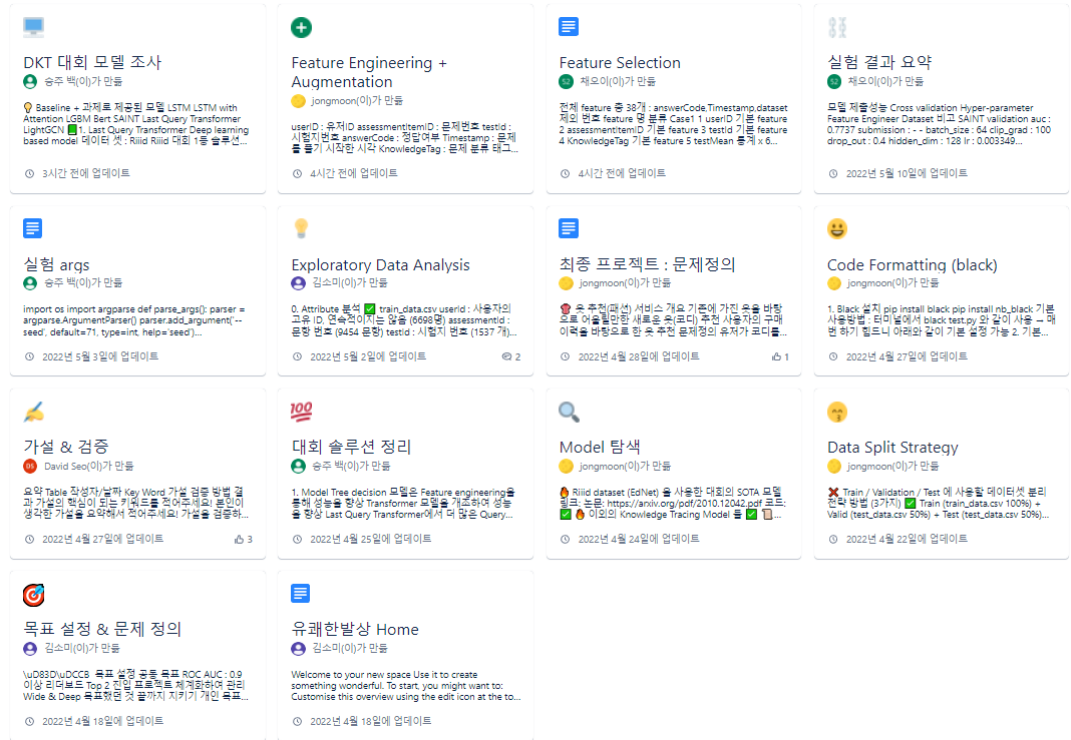 DKT 대회 모델 조사
승주 백(이)가 만듦
💡 Baseline + 과제로 제공된 모델 LSTM LSTM with
Attention LGBM Bert SAINT Last Query Transformer
LightGCN 📗1. Last Query Transformer Deep learning
based model 데이터 셋 : Riiid Riiid 대회 1등 솔루션...
3시간 전에 업데이트
Feature Engineering +
Augmentation
jongmoon(이)가 만듦
userID : 유저ID assessmentItemID : 문제번호 testId :
시험지 번호 answerCode : 정답여부 Timestamp : 문제
를 풀기 시작한 시각 KnowledgeTag : 문제 분류 태그...
4시간 전에 업데이트
Feature Selection
채오이(이)가 만듦
전체 feature 중 38개 : answerCode,Timestamp,dataset
제외 번호 feature 명 분류 Case1 1 userID 기본 feature
2 assessmentItemID 기본 feature 3 testId 기본 feature
4 KnowledgeTag 기본 feature 5 testMean 통계 x 6...
4시간 전에 업데이트
실험 결과 요약
채오이(이)가 만듦
모델 제출성능 Cross validation Hyper-parameter
Feature Engineer Dataset 비고 SAINT validation auc :
0.7737 submission : - - batch_size : 64 clip_grad : 100
drop_out : 0.4 hidden_dim : 128 lr : 0.003349...
2022년 5월 10일에 업데이트
실험 args
승주 백(이)가 만듦
import os import argparse def parse_args(): parser =
argparse.ArgumentParser() parser.add_argument('--
seed', default=71, type=int, help='seed')...
2022년 5월 3일에 업데이트
Exploratory Data Analysis
김소미(이)가 만듦
0. Attribute 분석 ✅ train_data.csv userId : 사용자의
고유 ID, 연속적이지는 않음 (6698명) assessmentId :
문항 번호 (9454 문항) testId : 시험지 번호 (1537 개)...
2022년 5월 2일에 업데이트 2
최종 프로젝트 : 문제정의
jongmoon(이)가 만듦
👚 옷 추천(패션) 서비스 개요 기존에 가진 옷을 바탕
으로 어울릴만한 새로운 옷(코디) 추천 사용자의 구매
이력을 바탕으로 한 옷 추천 문제정의 유저가 코디를...
2022년 4월 28일에 업데이트 1
Code Formatting (black)
jongmoon(이)가 만듦
1. Black 설치 pip install black pip install nb_black 기본
사용방법 : 터미널에서 black test.py 와 같이 사용 → 매
번 하기 힘드니 아래와 같이 기본 설정 가능 2. 기본...
2022년 4월 27일에 업데이트
가설 & 검증
DS David Seo(이)가 만듦
요약 Table 작성자/날짜 Key Word 가설 검증 방법 결
과 가설의 핵심이 되는 키워드를 적어주세요! 본인이
생각한 가설을 요약해서 적어주세요! 가설을 검증하...
2022년 4월 27일에 업데이트 3
대회 솔루션 정리
승주 백(이)가 만듦
1. Model Tree decision 모델은 Feature engineering을
통해 성능을 향상 Transformer 모델을 개조하여 성능
을 향상 Last Query Transformer에서 더 많은 Query...
2022년 4월 25일에 업데이트
Model 탐색
jongmoon(이)가 만듦
🔥 Riiid dataset (EdNet) 을 사용한 대회의 SOTA 모델
링크: 논문: https://arxiv.org/pdf/2010.12042.pdf 코드:
✅ 🔥 이외의 Knowledge Tracing Model 들 ✅ 📜...
2022년 4월 24일에 업데이트
Data Split Strategy
jongmoon(이)가 만듦
❌ Train / Validation / Test 에 사용할 데이터셋 분리
전략 방법 (3가지) ✅ Train (train_data.csv 100%) +
Valid (test_data.csv 50%) + Test (test_data.csv 50%)...
2022년 4월 22일에 업데이트
목표 설정 & 문제 정의
김소미(이)가 만듦
\uD83D\uDCCB 목표 설정 공동 목표 ROC AUC : 0.9
이상 리더보드 Top 2 진입 프로젝트 체계화하여 관리
Wide & Deep 목표했던 것 끝까지 지키기 개인 목표...
2022년 4월 18일에 업데이트
유쾌한발상 Home
김소미(이)가 만듦
Welcome to your new space Use it to create
something wonderful. To start, you might want to:
Customise this overview using the edit icon at the to...
2022년 4월 18일에 업데이트